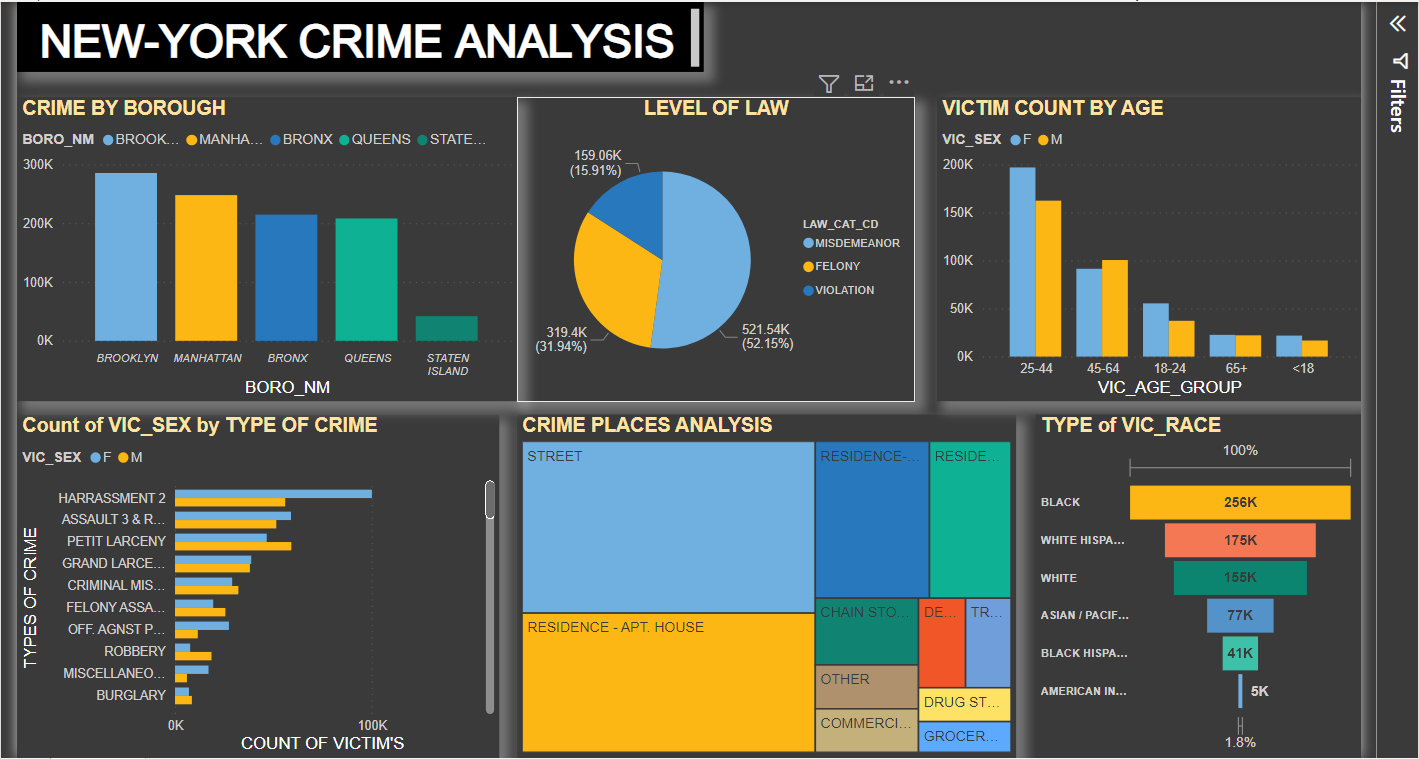 NEW-YORK CRIME ANALYSIS
Filters
CRIME BY BOROUGH
BORO_NM BROOK... MANHA... BRONX QUEENS STATE...
300K
200K
100K
0K
BROOKLYN MANHATTAN BRONX QUEENS STATEN
ISLAND
BORO_NM
LEVEL OF LAW
159.06K
(15.91%)
319.4K
(31.94%)
521.54K
(52.15%)
LAW_CAT_CD
MISDEMEANOR
FELONY
VIOLATION
VICTIM COUNT BY AGE
VIC_SEX F M
200K
150K
100K
50K
0K
25-44 45-64 18-24 65+ <18
VIC_AGE_GROUP
Count of VIC_SEX by TYPE OF CRIME
VIC_SEX F M
TYPES OF CRIME
HARRASSMENT 2
ASSAULT 3 & R...
PETIT LARCENY
GRAND LARCE...
CRIMINAL MIS...
FELONY ASSA...
OFF. AGNST P...
ROBBERY
MISCELLANEO...
BURGLARY
0K 100K
COUNT OF VICTIM'S
CRIME PLACES ANALYSIS
STREET
RESIDENCE - APT. HOUSE
RESIDENCE-...
RESIDE...
CHAIN STO...
DE...
TR...
OTHER
COMMERCI...
DRUG ST...
GROCER...
TYPE of VIC_RACE
100%
BLACK 256K
WHITE HISPA... 175K
WHITE 155K
ASIAN / PACIF... 77K
BLACK HISPA... 41K
AMERICAN IN... 5K
1.8%